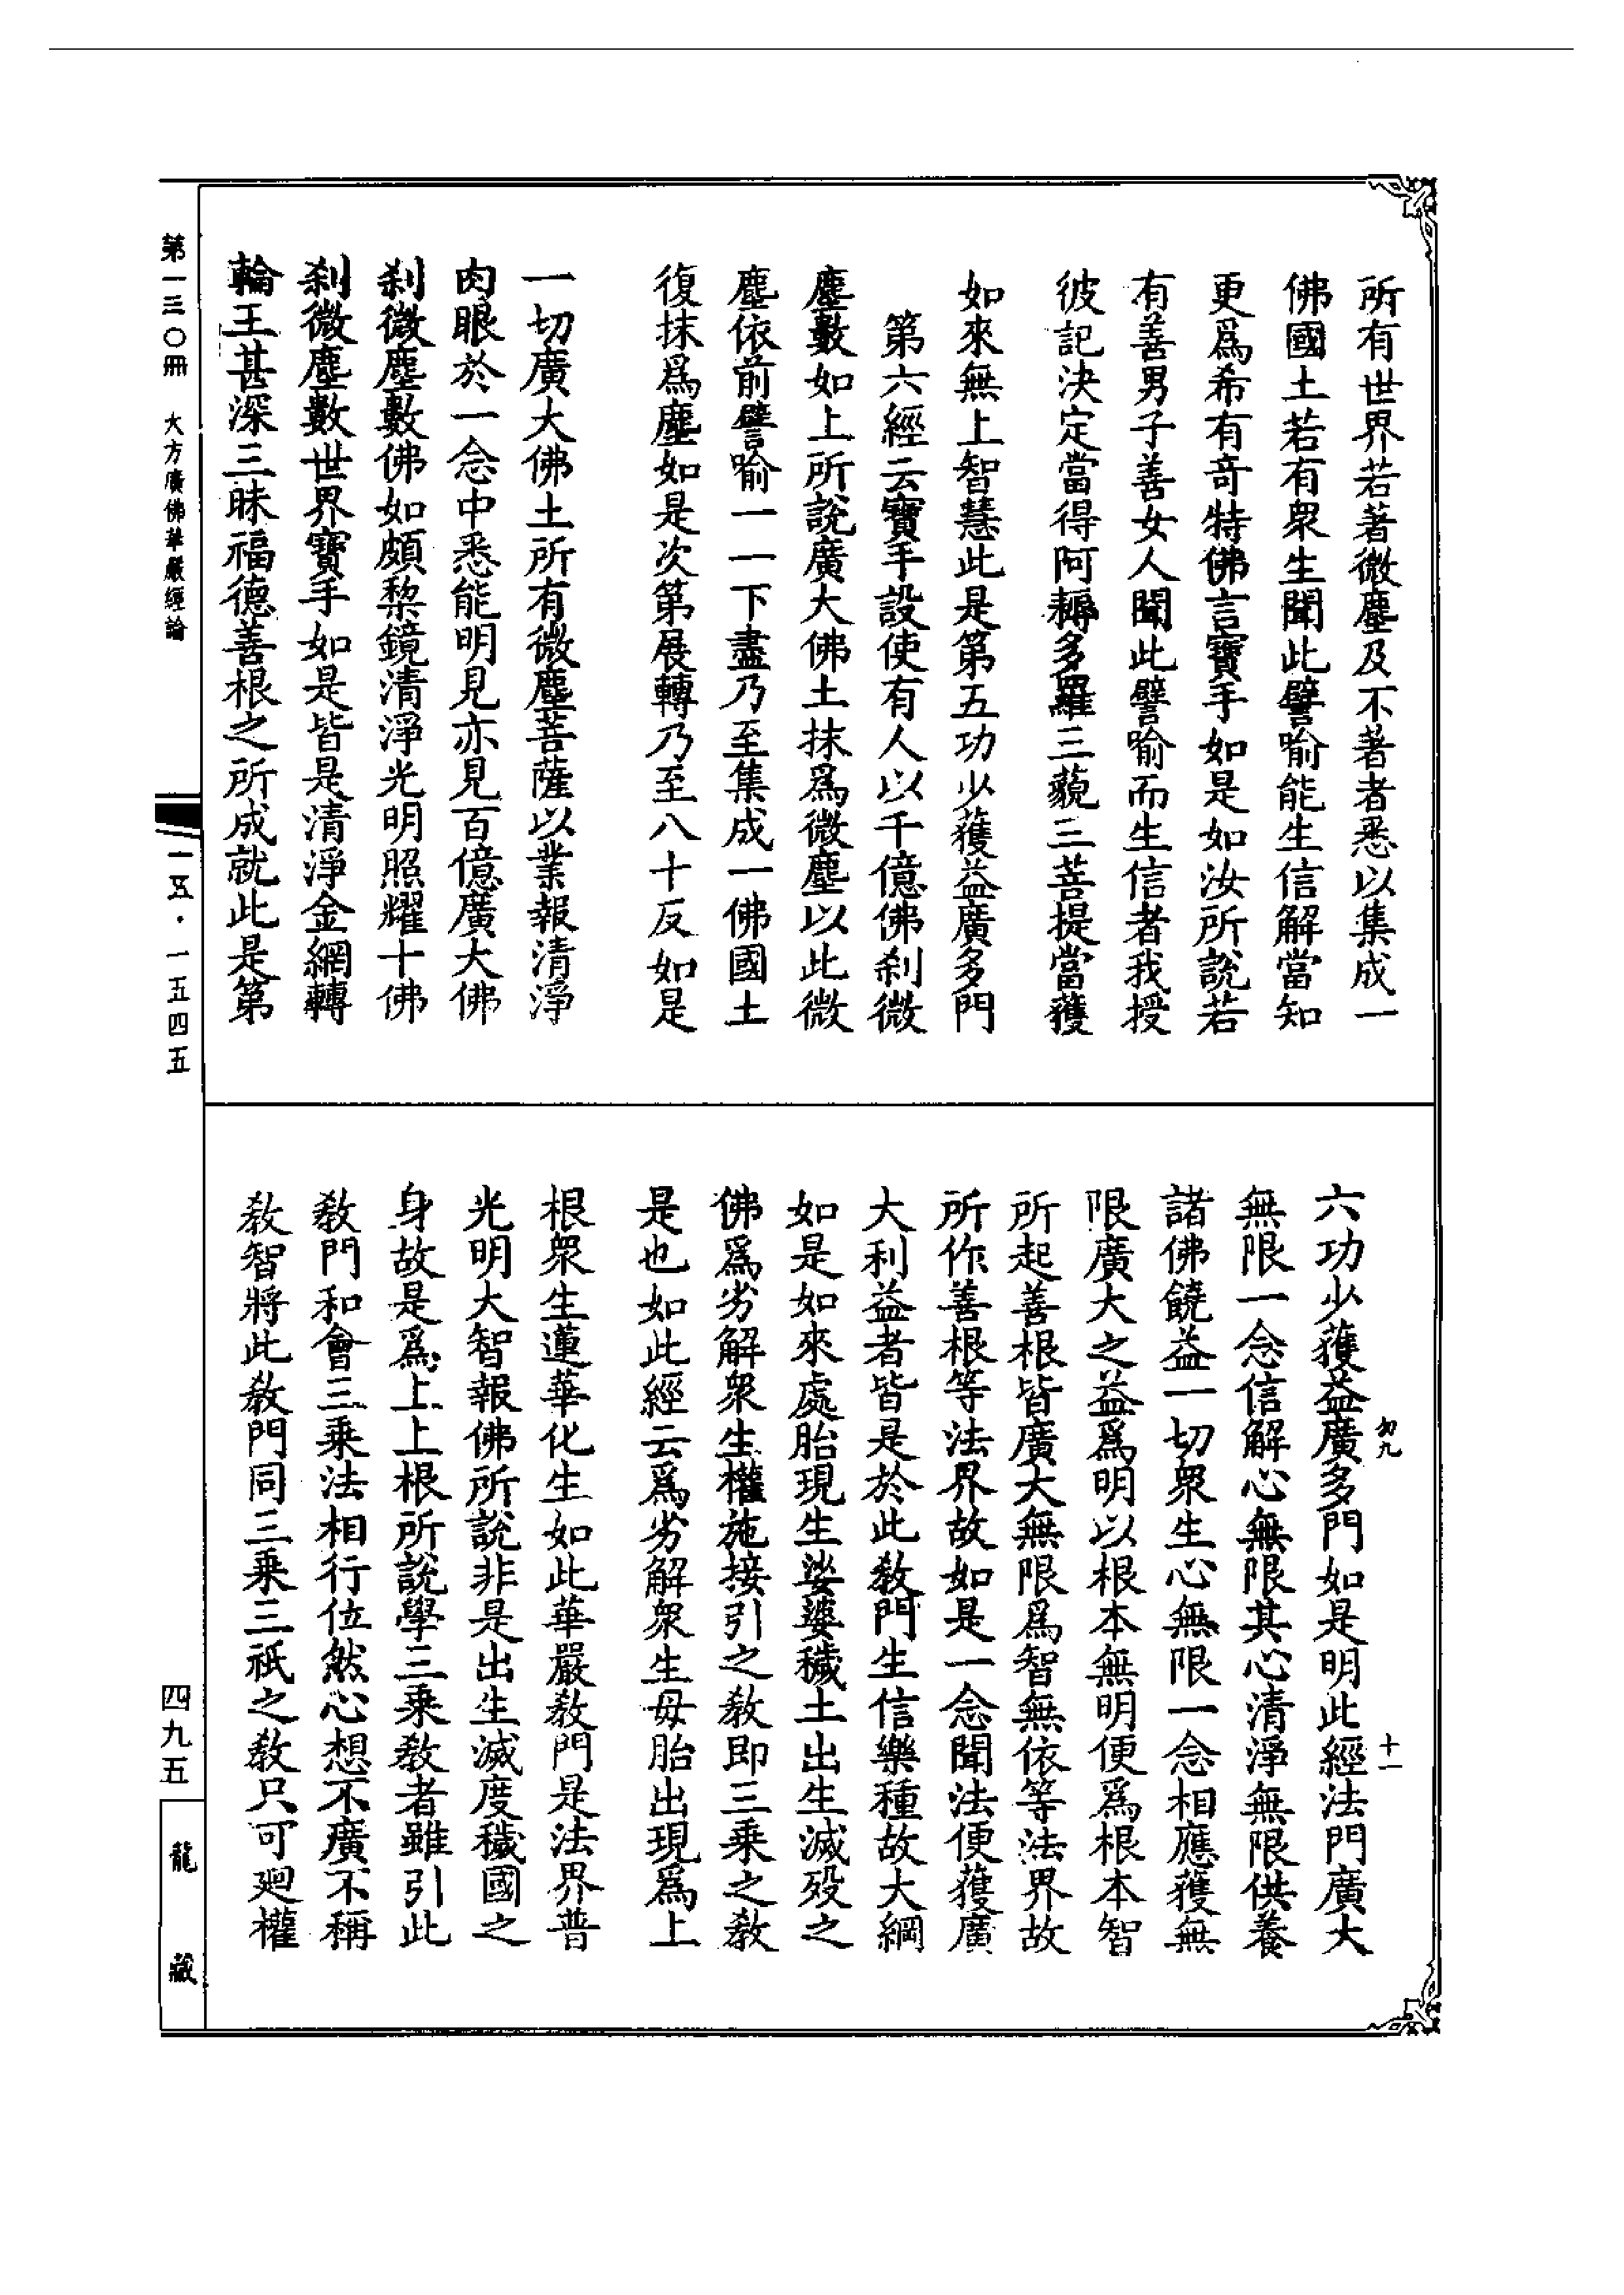 所有世界若著微塵及不著者悉以集成一
佛國土若有衆生聞此譬喻能生信解當知
更爲希有奇特佛言寶手如是如汝所說若
有善男子善女人聞此譬喻而生信者我授
彼記決定當得阿耨多羅三藐三菩提當獲
如來無上智慧此是第五功少獲益廣多門
第六經云寶手設使有人以千億佛刹微
塵數如上所說廣大佛土抹爲微塵以此微
塵依前譬喻一一下盡乃至集成一佛國土
復抹爲塵如是次第展轉乃至八十反如是
一切廣大佛土所有微塵菩薩以業報清淨
肉眼於一念中悉能明見亦見百億廣大佛
刹微塵數佛如頗黎鏡清淨光明照耀十佛
刹微塵數世界寶手如是皆是清淨金網轉
輪王甚深三昧福德善根之所成就此是第
六功少獲益廣多門如是明此經法門廣大
無限一念信解心無限其心清淨無限供養
諸佛饒益一切衆生心無限一念相應獲無
限廣大之益爲明以根本無明便爲根本智
所起善根皆廣大無限爲智無依等法界故
所作善根等法界故如是一念聞法便獲廣
大利益者皆是於此教門生信樂種故大綱
如是如來處胎現生娑婆穢土出生滅歿之
佛爲劣解衆生權施接引之教即三乘之教
是也如此經云爲劣解衆生母胎出現爲上
根衆生蓮華化生如此華嚴教門是法界普
光明大智報佛所說非是出生滅度穢國之
身故是爲上上根所說學三乘教者雖引此
教門和會三乘法相行位然心想不廣不稱
教智將此教門同三乘三祇之教只可廻權
勿九
十一
第一三〇冊 大方廣佛華嚴經論
一五·一五四五
四九五
龍藏